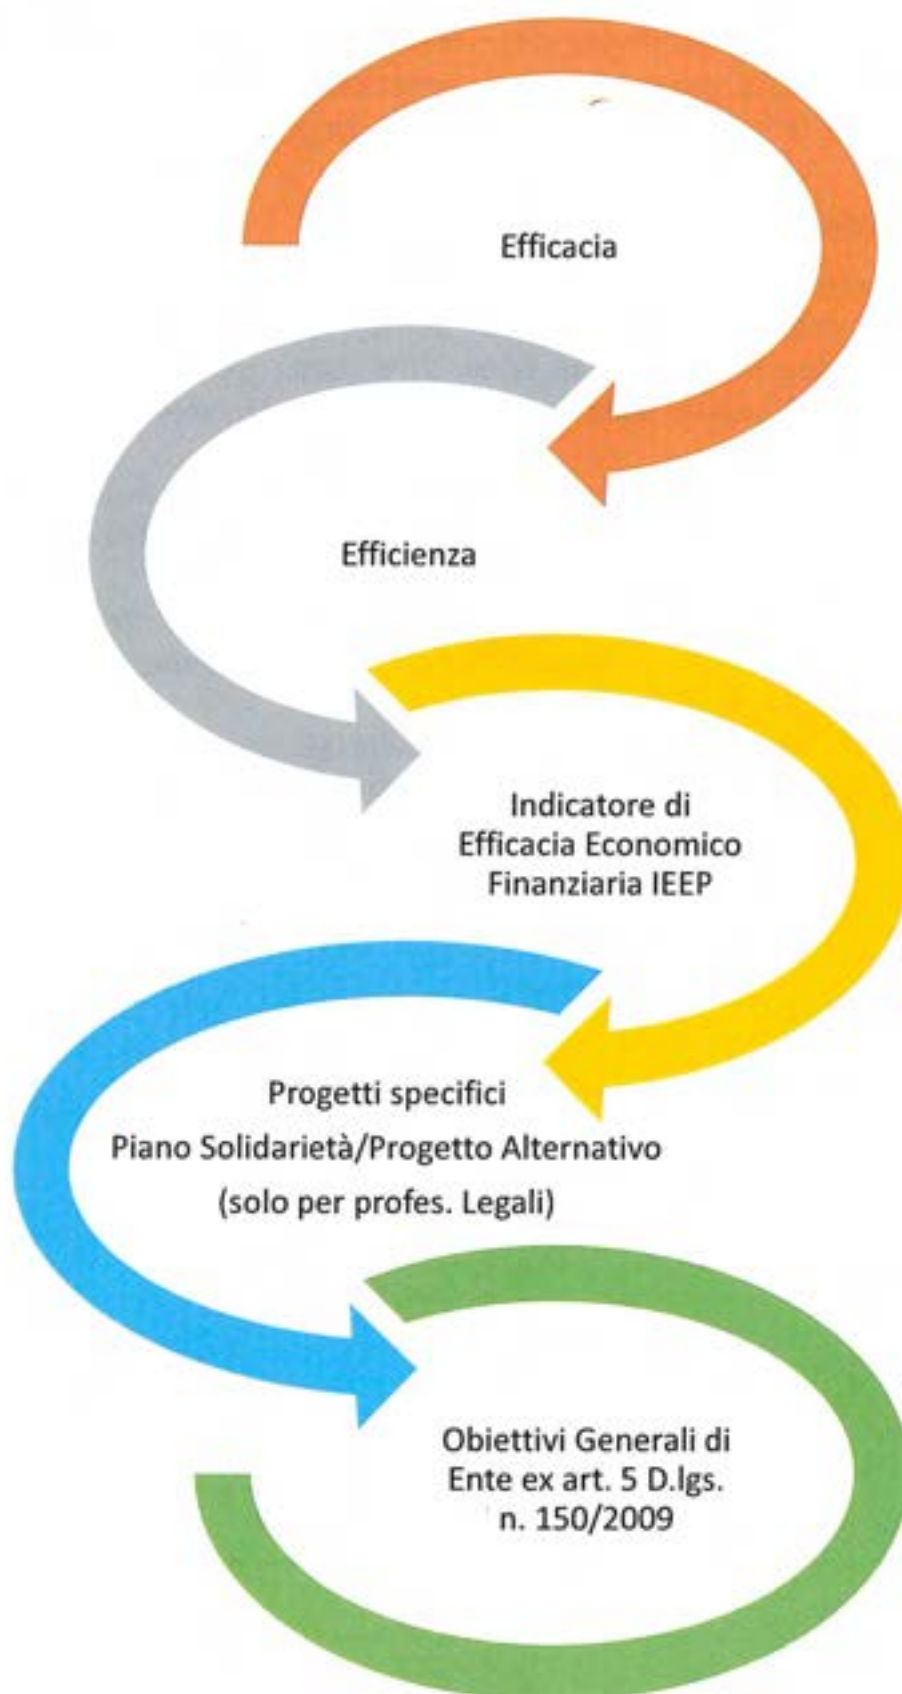 Efficacia
Efficienza
Indicatore di
Efficacia Economico
Finanziaria IEEP
Progetti specifici
Piano Solidarietà/Progetto Alternativo
(solo per profes. Legali)
Obiettivi Generali di
Ente ex art. 5 D.lgs.
n. 150/2009